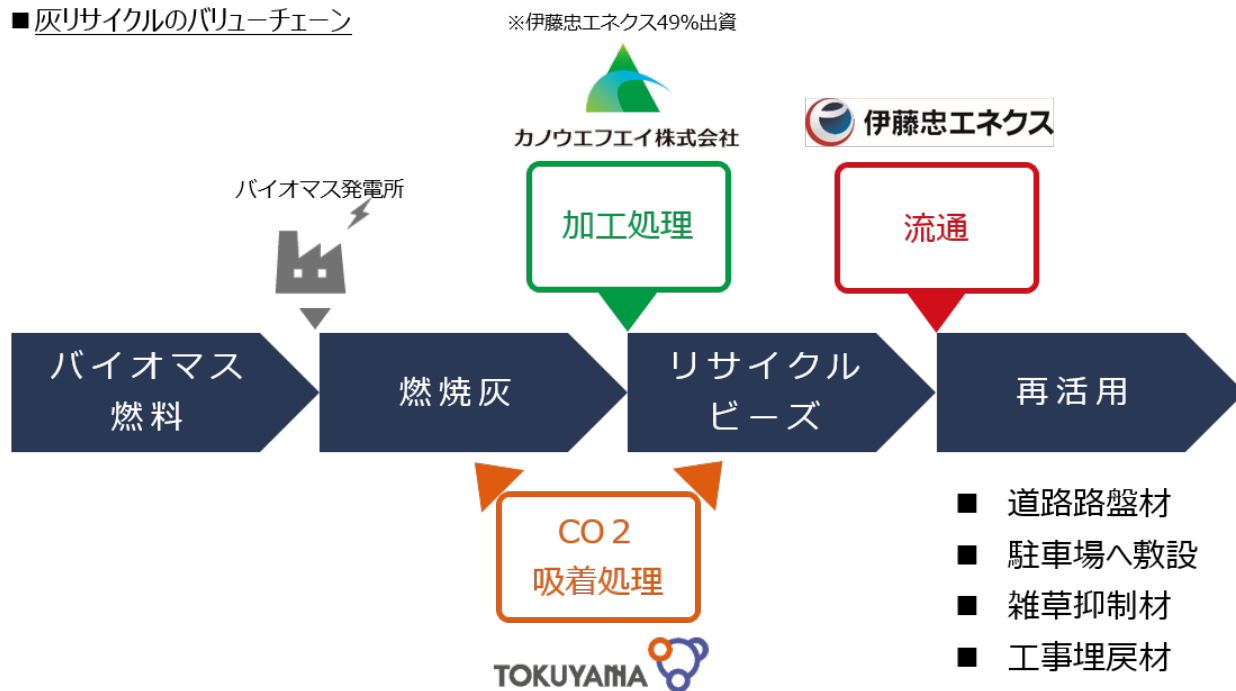 ■灰リサイクルのバリューチェーン
※伊藤忠エネクス49%出資
カノウエフエイ株式会社
伊藤忠エネクス
バイオマス発電所
加工処理
流通
バイオマス
燃料
燃焼灰
リサイクル
ビーズ
再活用
CO2
吸着処理
TOKUYAMA
■ 道路路盤材
■ 駐車場へ敷設
■ 雑草抑制材
■ 工事埋戻材